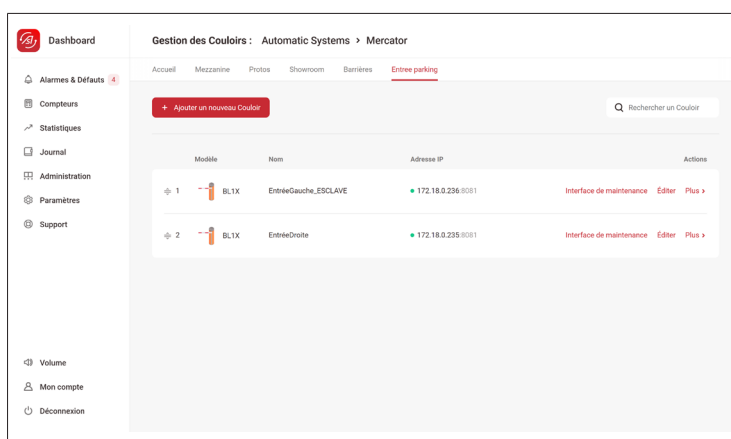 Dashboard
Gestion des Couloirs : Automatic Systems > Mercator
Accueil Mezzanine Protos Showroom Barrières Entree parking
Alarmes & Défauts 4
Compteurs
Statistiques
Journal
Administration
Paramètres
Support
+ Ajouter un nouveau Couloir
Rechercher un Couloir
Modèle Nom Adresse IP Actions
1 BL1X EntréeGauche_ESCLAVE 172.18.0.236:8081 Interface de maintenance Éditer Plus >
2 BL1X EntréeDroite 172.18.0.235:8081 Interface de maintenance Éditer Plus >
Volume
Mon compte
Déconnexion